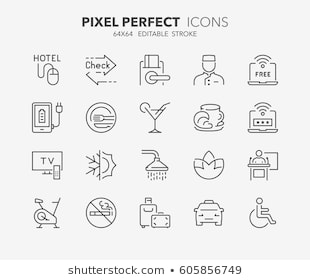 PIXEL PERFECT ICONS
64X64 EDITABLE STROKE
HOTEL
Check
FREE
TV
shutterstock.com • 605856749